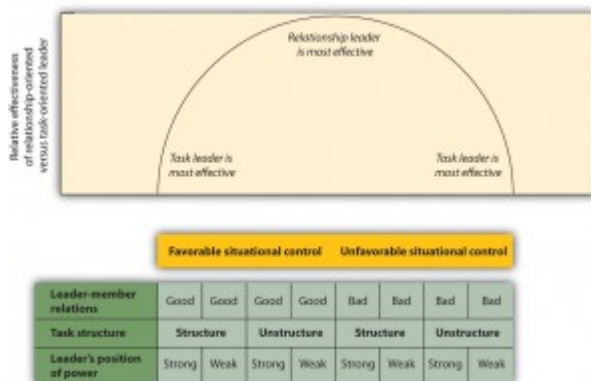 Relative effectiveness
of relationship-oriented
versus task-oriented leader
Relationship leader
is most effective
Task leader is
most effective
Task leader is
most effective
Favorable situational control Unfavorable situational control
Leader-member
relations
Good Good Good Good Bad Bad Bad Bad
Task structure Structure Unstructure Structure Unstructure
Leader's position
of power
Strong Weak Strong Weak Strong Weak Strong Weak